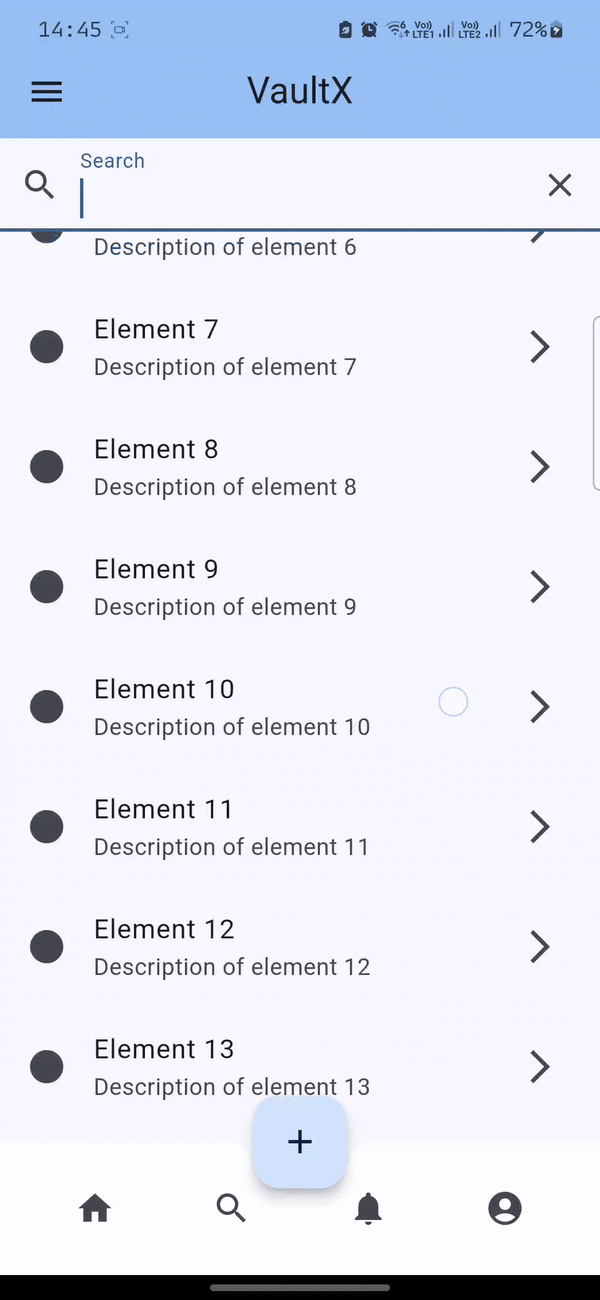 14:45
6 Vo)) LTE1 Vo)) LTE2 72%
VaultX
Search
Description of element 6
Element 7
Description of element 7
Element 8
Description of element 8
Element 9
Description of element 9
Element 10
Description of element 10
Element 11
Description of element 11
Element 12
Description of element 12
Element 13
Description of element 13